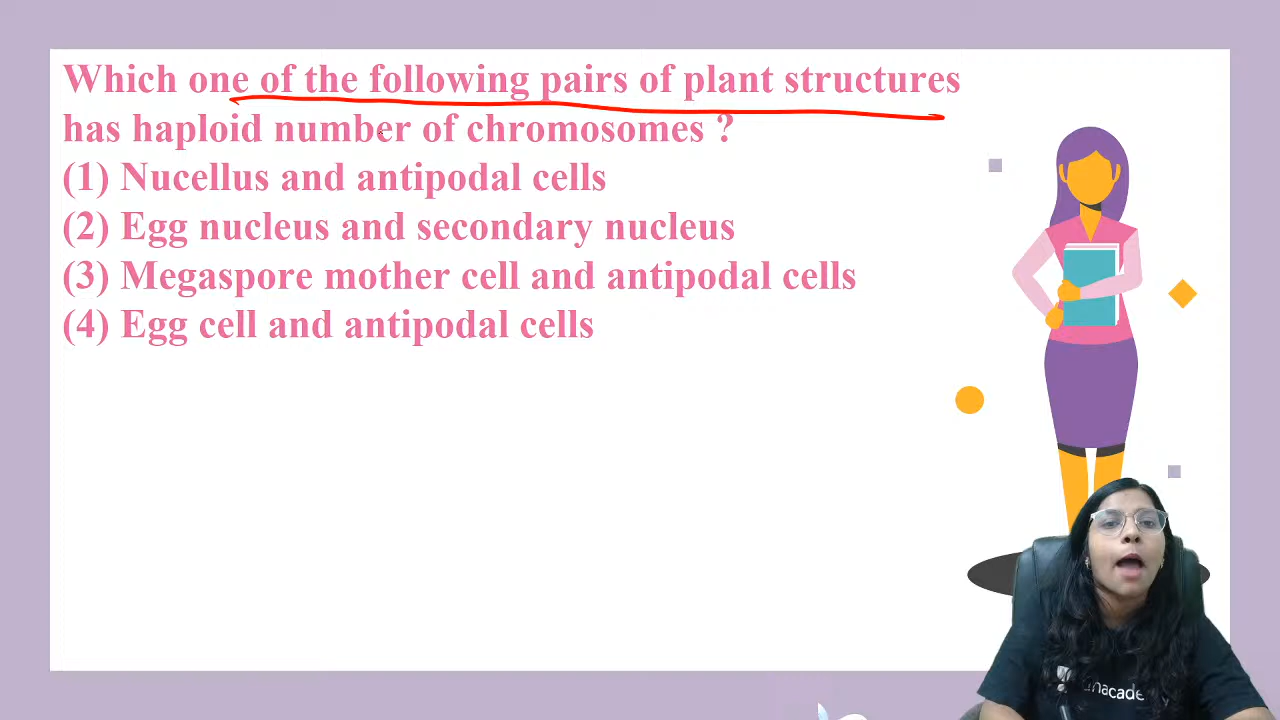 Which one of the following pairs of plant structures
has haploid number of chromosomes ?
(1) Nucellus and antipodal cells
(2) Egg nucleus and secondary nucleus
(3) Megaspore mother cell and antipodal cells
(4) Egg cell and antipodal cells